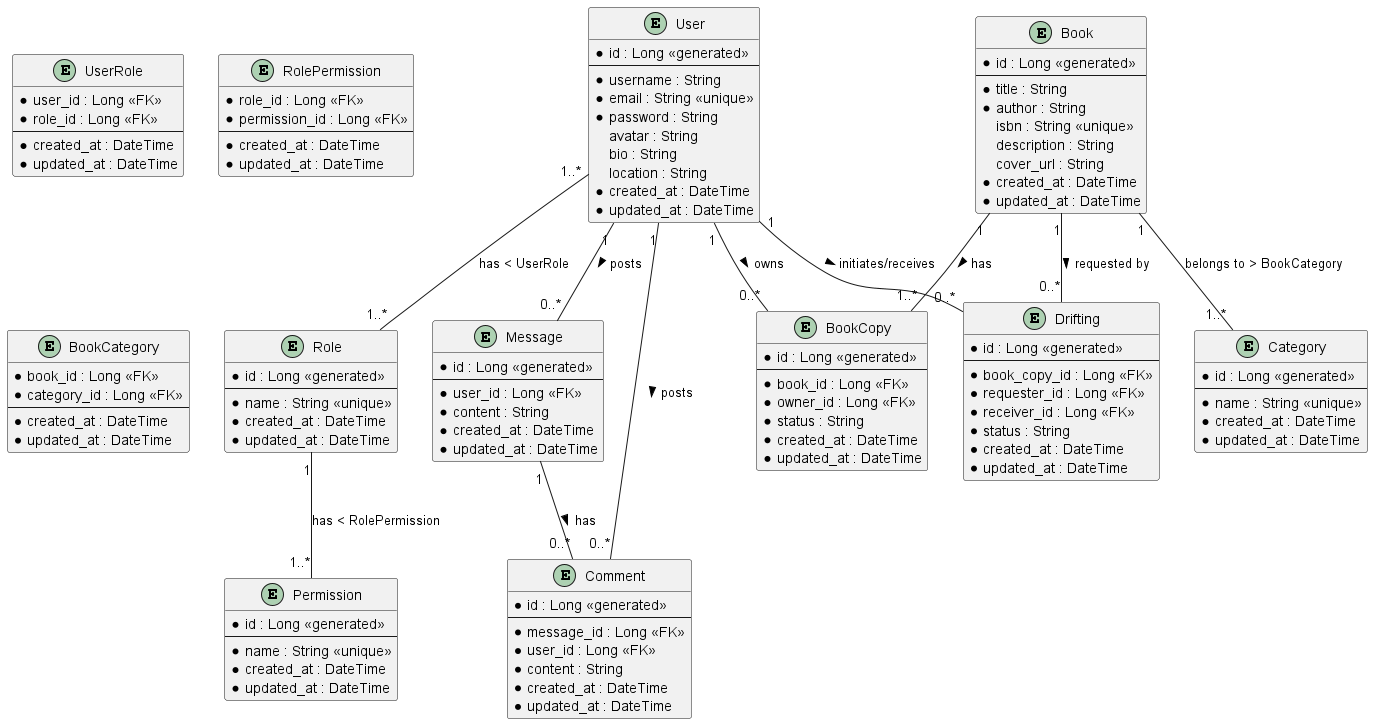 E User
* id : Long «generated»
* username : String
* email : String «unique»
* password : String
avatar : String
bio : String
location : String
* created_at : DateTime
* updated_at : DateTime
E Book
* id : Long «generated»
* title : String
* author : String
isbn : String «unique»
description : String
cover_url : String
* created_at : DateTime
* updated_at : DateTime
E UserRole
* user_id : Long «FK»
* role_id : Long «FK»
* created_at : DateTime
* updated_at : DateTime
E RolePermission
* role_id : Long «FK»
* permission_id : Long «FK»
* created_at : DateTime
* updated_at : DateTime
1..*
has < UserRole
1..*
1
posts
0..*
1
posts
0..*
1
owns
0..*
1
initiates/receives
0..*
1
has
1..*
1
requested by
0..*
1
belongs to > BookCategory
1..*
E BookCategory
* book_id : Long «FK»
* category_id : Long «FK»
* created_at : DateTime
* updated_at : DateTime
E Role
* id : Long «generated»
* name : String «unique»
* created_at : DateTime
* updated_at : DateTime
E Message
* id : Long «generated»
* user_id : Long «FK»
* content : String
* created_at : DateTime
* updated_at : DateTime
E BookCopy
* id : Long «generated»
* book_id : Long «FK»
* owner_id : Long «FK»
* status : String
* created_at : DateTime
* updated_at : DateTime
E Drifting
* id : Long «generated»
* book_copy_id : Long «FK»
* requester_id : Long «FK»
* receiver_id : Long «FK»
* status : String
* created_at : DateTime
* updated_at : DateTime
E Category
* id : Long «generated»
* name : String «unique»
* created_at : DateTime
* updated_at : DateTime
1
has < RolePermission
1..*
1
has
0..*
E Permission
* id : Long «generated»
* name : String «unique»
* created_at : DateTime
* updated_at : DateTime
E Comment
* id : Long «generated»
* message_id : Long «FK»
* user_id : Long «FK»
* content : String
* created_at : DateTime
* updated_at : DateTime